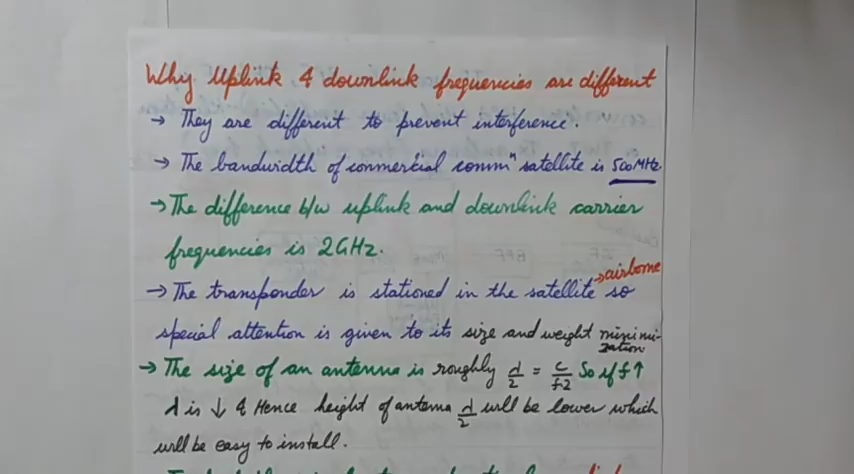 Why Uplink & downlink frequencies are different
→ They are different to prevent interference.
→ The bandwidth of commercial commⁿ satellite is 500MHz
→ The difference b/w uplink and downlink carrier
frequencies is 2GHz.
→ airborne
→ The transponder is stationed in the satellite so
special attention is given to its size and weight minimi-
zation
→ The size of an antenna is roughly λ/2 = c/f2 So if f↑
λ is ↓ & Hence height of antenna λ/2 will be lower which
will be easy to install.